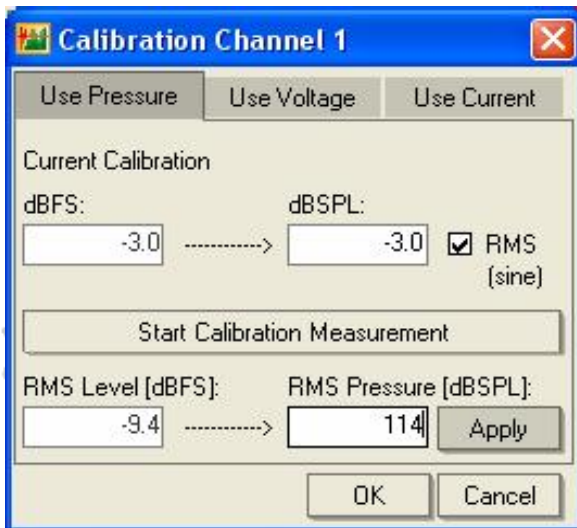 Calibration Channel 1
Use Pressure Use Voltage Use Current
Current Calibration
dBFS: dBSPL:
-3.0 ------------> -3.0 RMS
(sine)
Start Calibration Measurement
RMS Level [dBFS]: RMS Pressure [dBSPL]:
-9.4 ------------> 114 Apply
OK Cancel